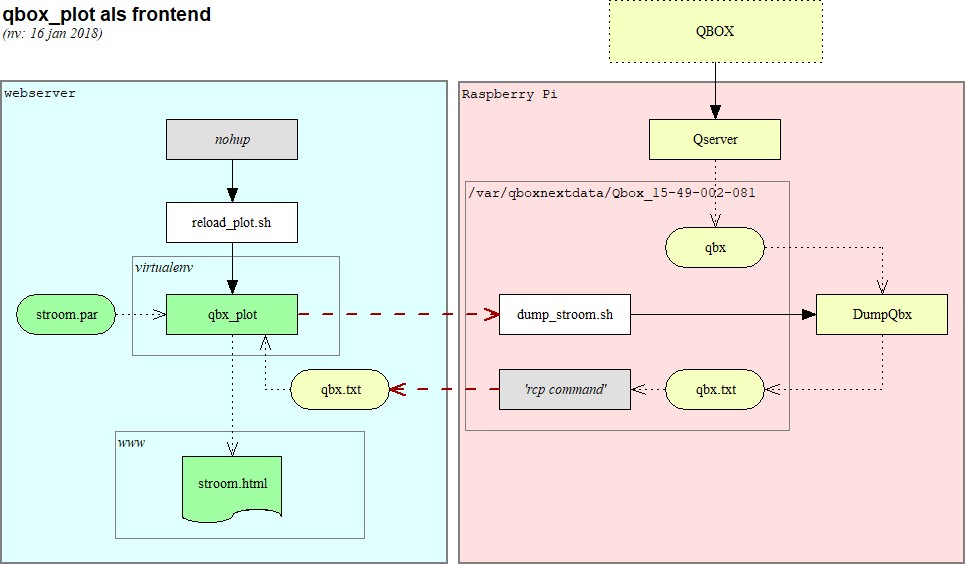 qbox_plot als frontend
(nv: 16 jan 2018)
QBOX
webserver
Raspberry Pi
nohup
Qserver
/var/qboxnextdata/Qbox_15-49-002-081
reload_plot.sh
qbx
virtualenv
stroom.par
qbx_plot
dump_stroom.sh
DumpQbx
qbx.txt
'rcp command'
qbx.txt
www
stroom.html